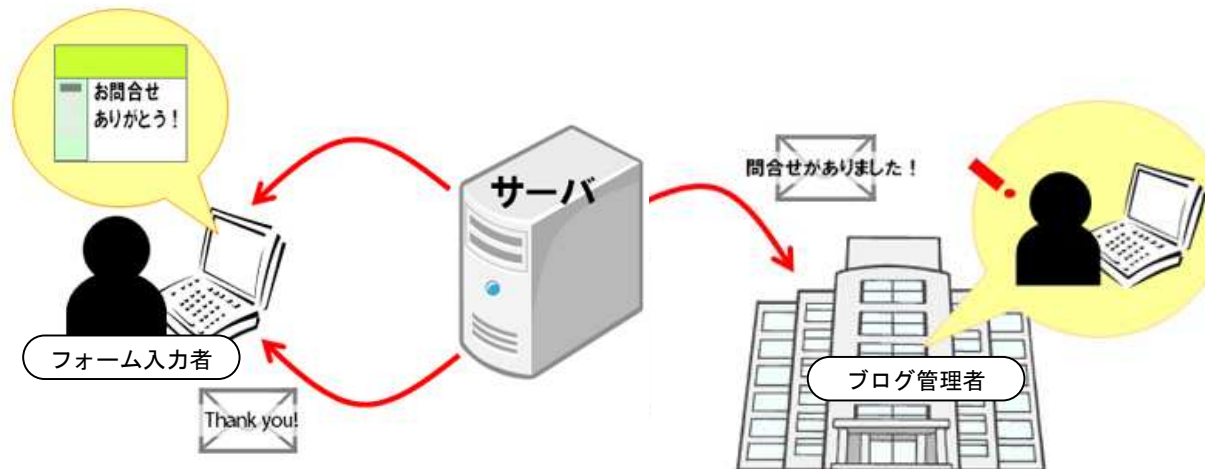 お問合せ
ありがとう！
サーバ
問合せがありました！
フォーム入力者
ブログ管理者
Thank you!